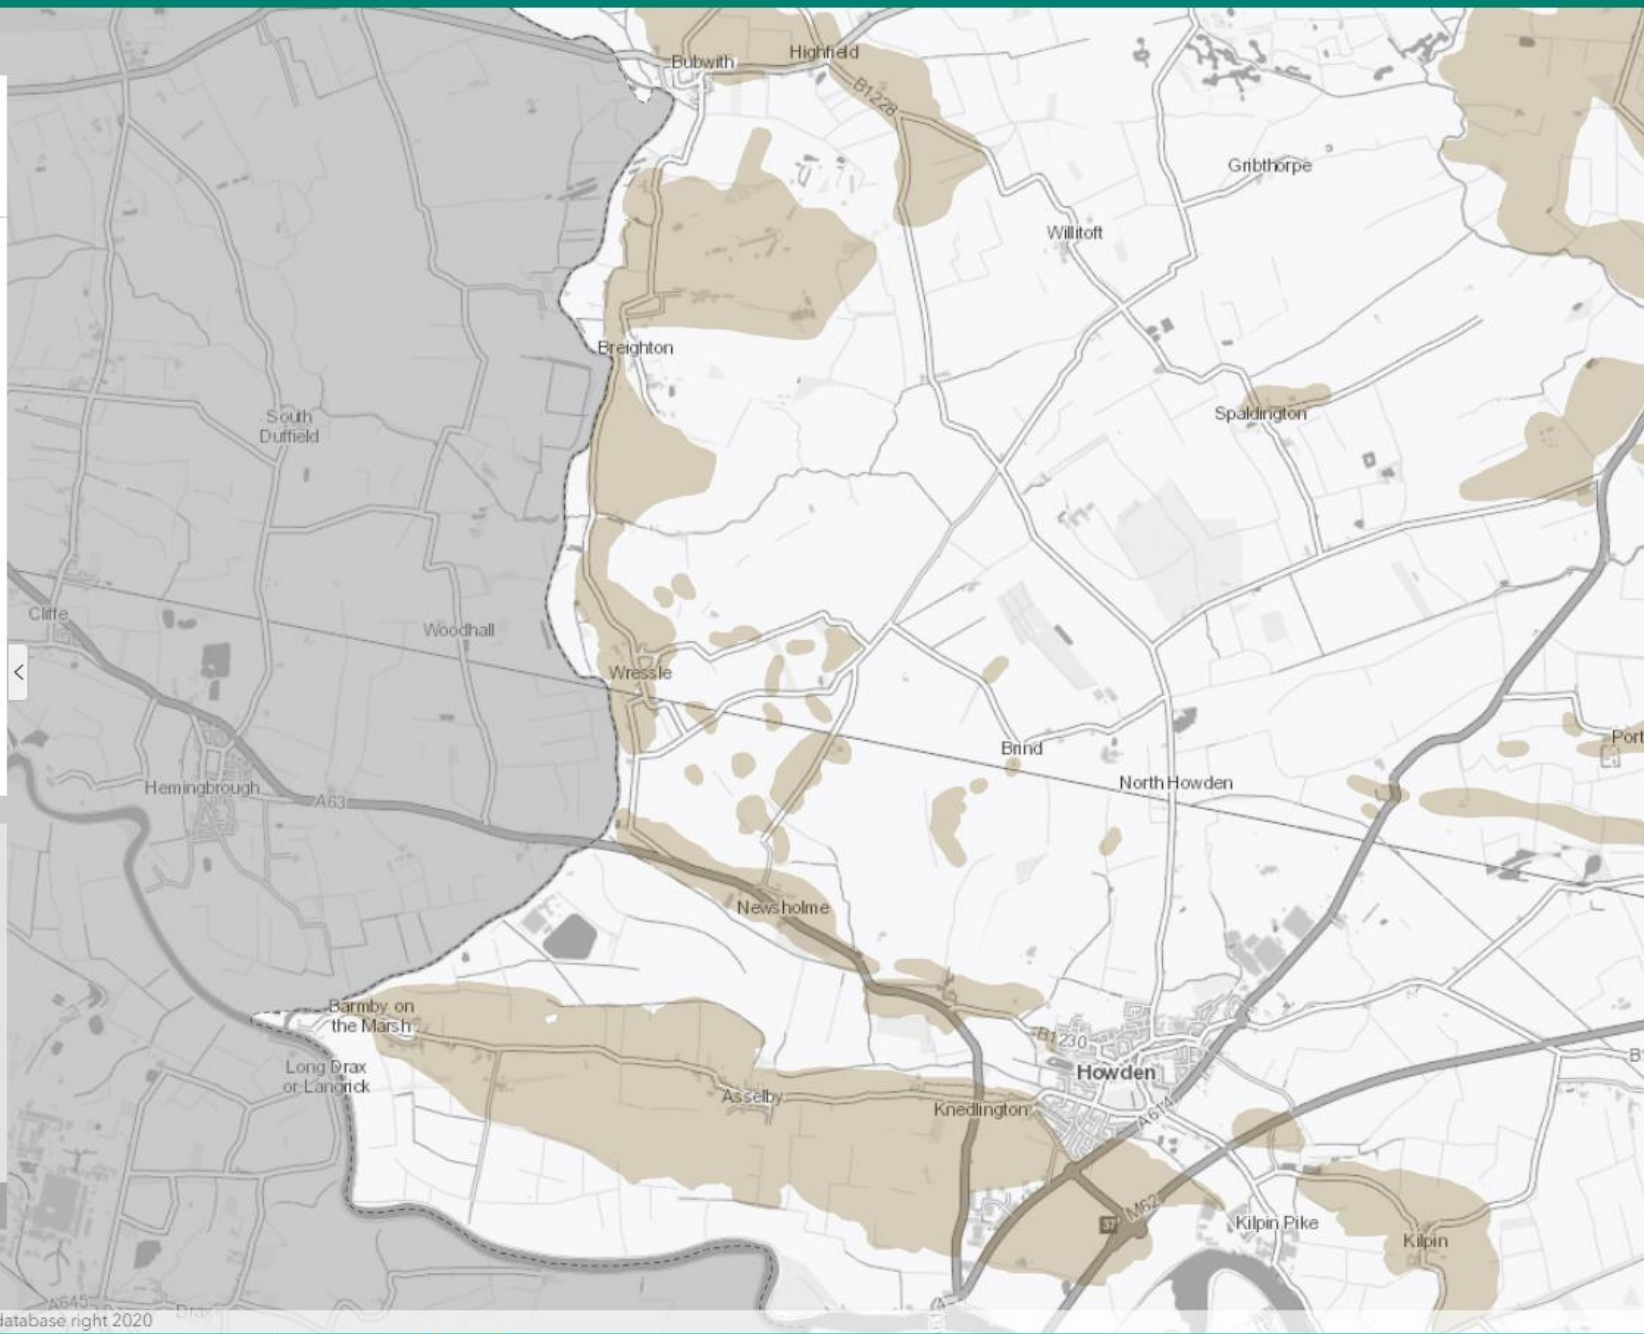 Bubwith
Highfield
B1228
Gribthorpe
Willitoft
Breighton
South
Duffield
Spaldington
Cliffe
Woodhall
Wressle
Brind
North Howden
Hemingbrough
A63
Newsholme
Barmby on
the Marsh
B1230
Howden
Long Drax
or Langrick
Asselby
Knedlington
A614
M62
37
Kilpin Pike
Kilpin
A645
Drax
database right 2020